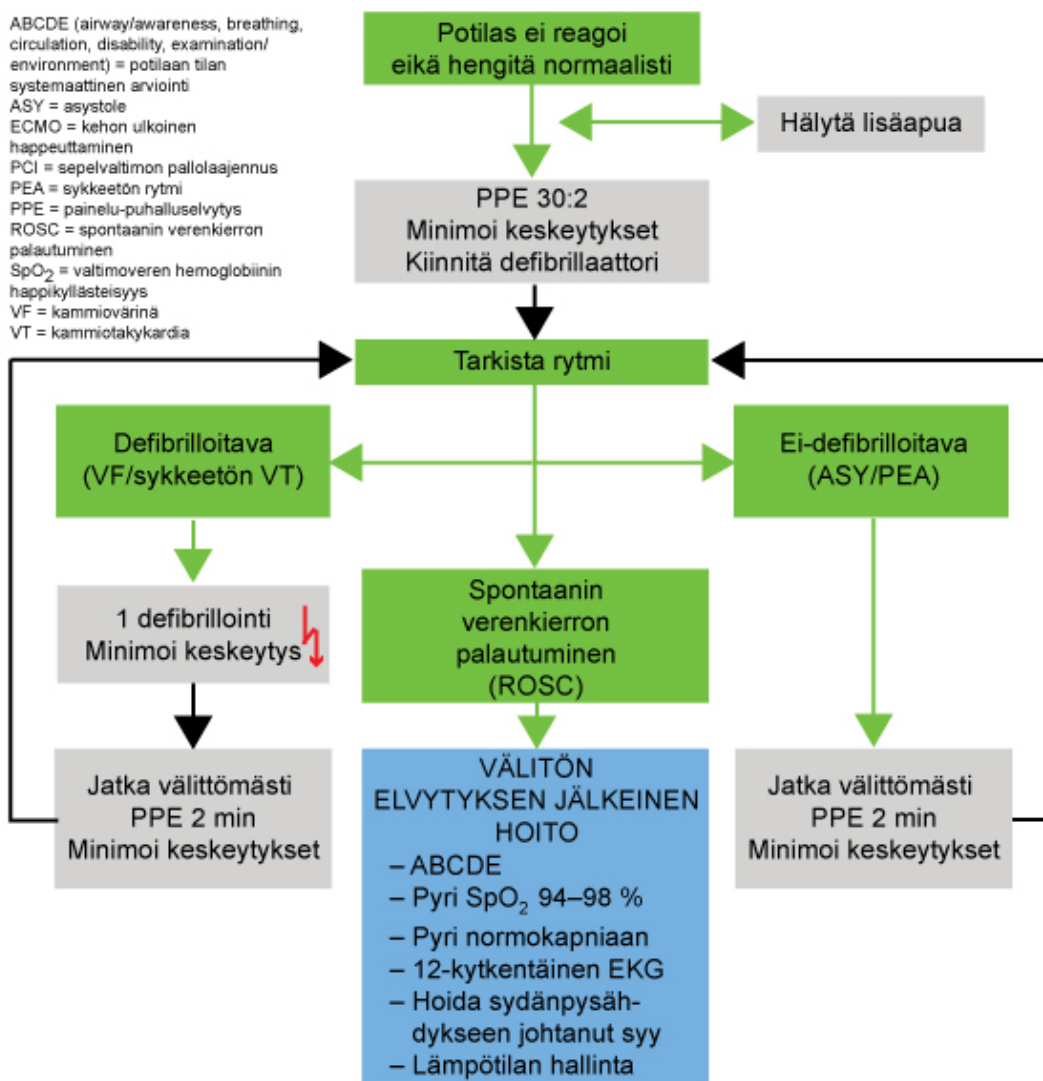 ABCDE (airway/awareness, breathing,
circulation, disability, examination/
environment) = potilaan tilan
systemaattinen arviointi
ASY = asystole
ECMO = kehon ulkoinen
happeuttaminen
PCI = sepelvaltimon pallolaajennus
PEA = sykkeetön rytmi
PPE = painelu-puhalluselvytys
ROSC = spontaanin verenkierron
palautuminen
SpO₂ = valtimoveren hemoglobiinin
happikyllästeisyys
VF = kammiovärinä
VT = kammiotakykardia
Potilas ei reagoi
eikä hengitä normaalisti
Hälytä lisäapua
PPE 30:2
Minimoi keskeytykset
Kiinnitä defibrillaattori
Tarkista rytmi
Defibrilloitava
(VF/sykkeetön VT)
Ei-defibrilloitava
(ASY/PEA)
1 defibrillointi
Minimoi keskeytys
Spontaanin
verenkierron
palautuminen
(ROSC)
Jatka välittömästi
PPE 2 min
Minimoi keskeytykset
VÄLITÖN
ELVYTYKSEN JÄLKEINEN
HOITO
– ABCDE
– Pyri SpO₂ 94–98 %
– Pyri normokapniaan
– 12-kytkentäinen EKG
– Hoida sydänpysäh-
dykseen johtanut syy
– Lämpötilan hallinta
Jatka välittömästi
PPE 2 min
Minimoi keskeytykset